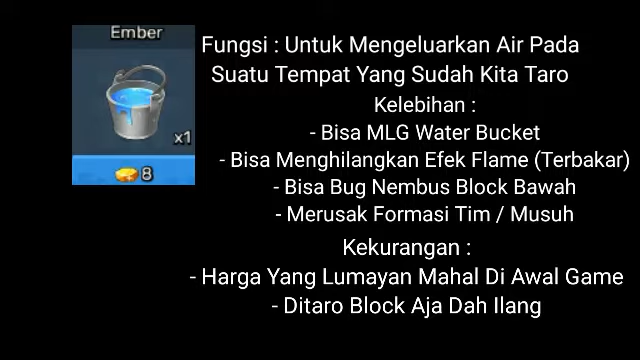 Ember
x1
8
Fungsi : Untuk Mengeluarkan Air Pada
Suatu Tempat Yang Sudah Kita Taro
Kelebihan :
- Bisa MLG Water Bucket
- Bisa Menghilangkan Efek Flame (Terbakar)
- Bisa Bug Nembus Block Bawah
- Merusak Formasi Tim / Musuh
Kekurangan :
- Harga Yang Lumayan Mahal Di Awal Game
- Ditaro Block Aja Dah Ilang